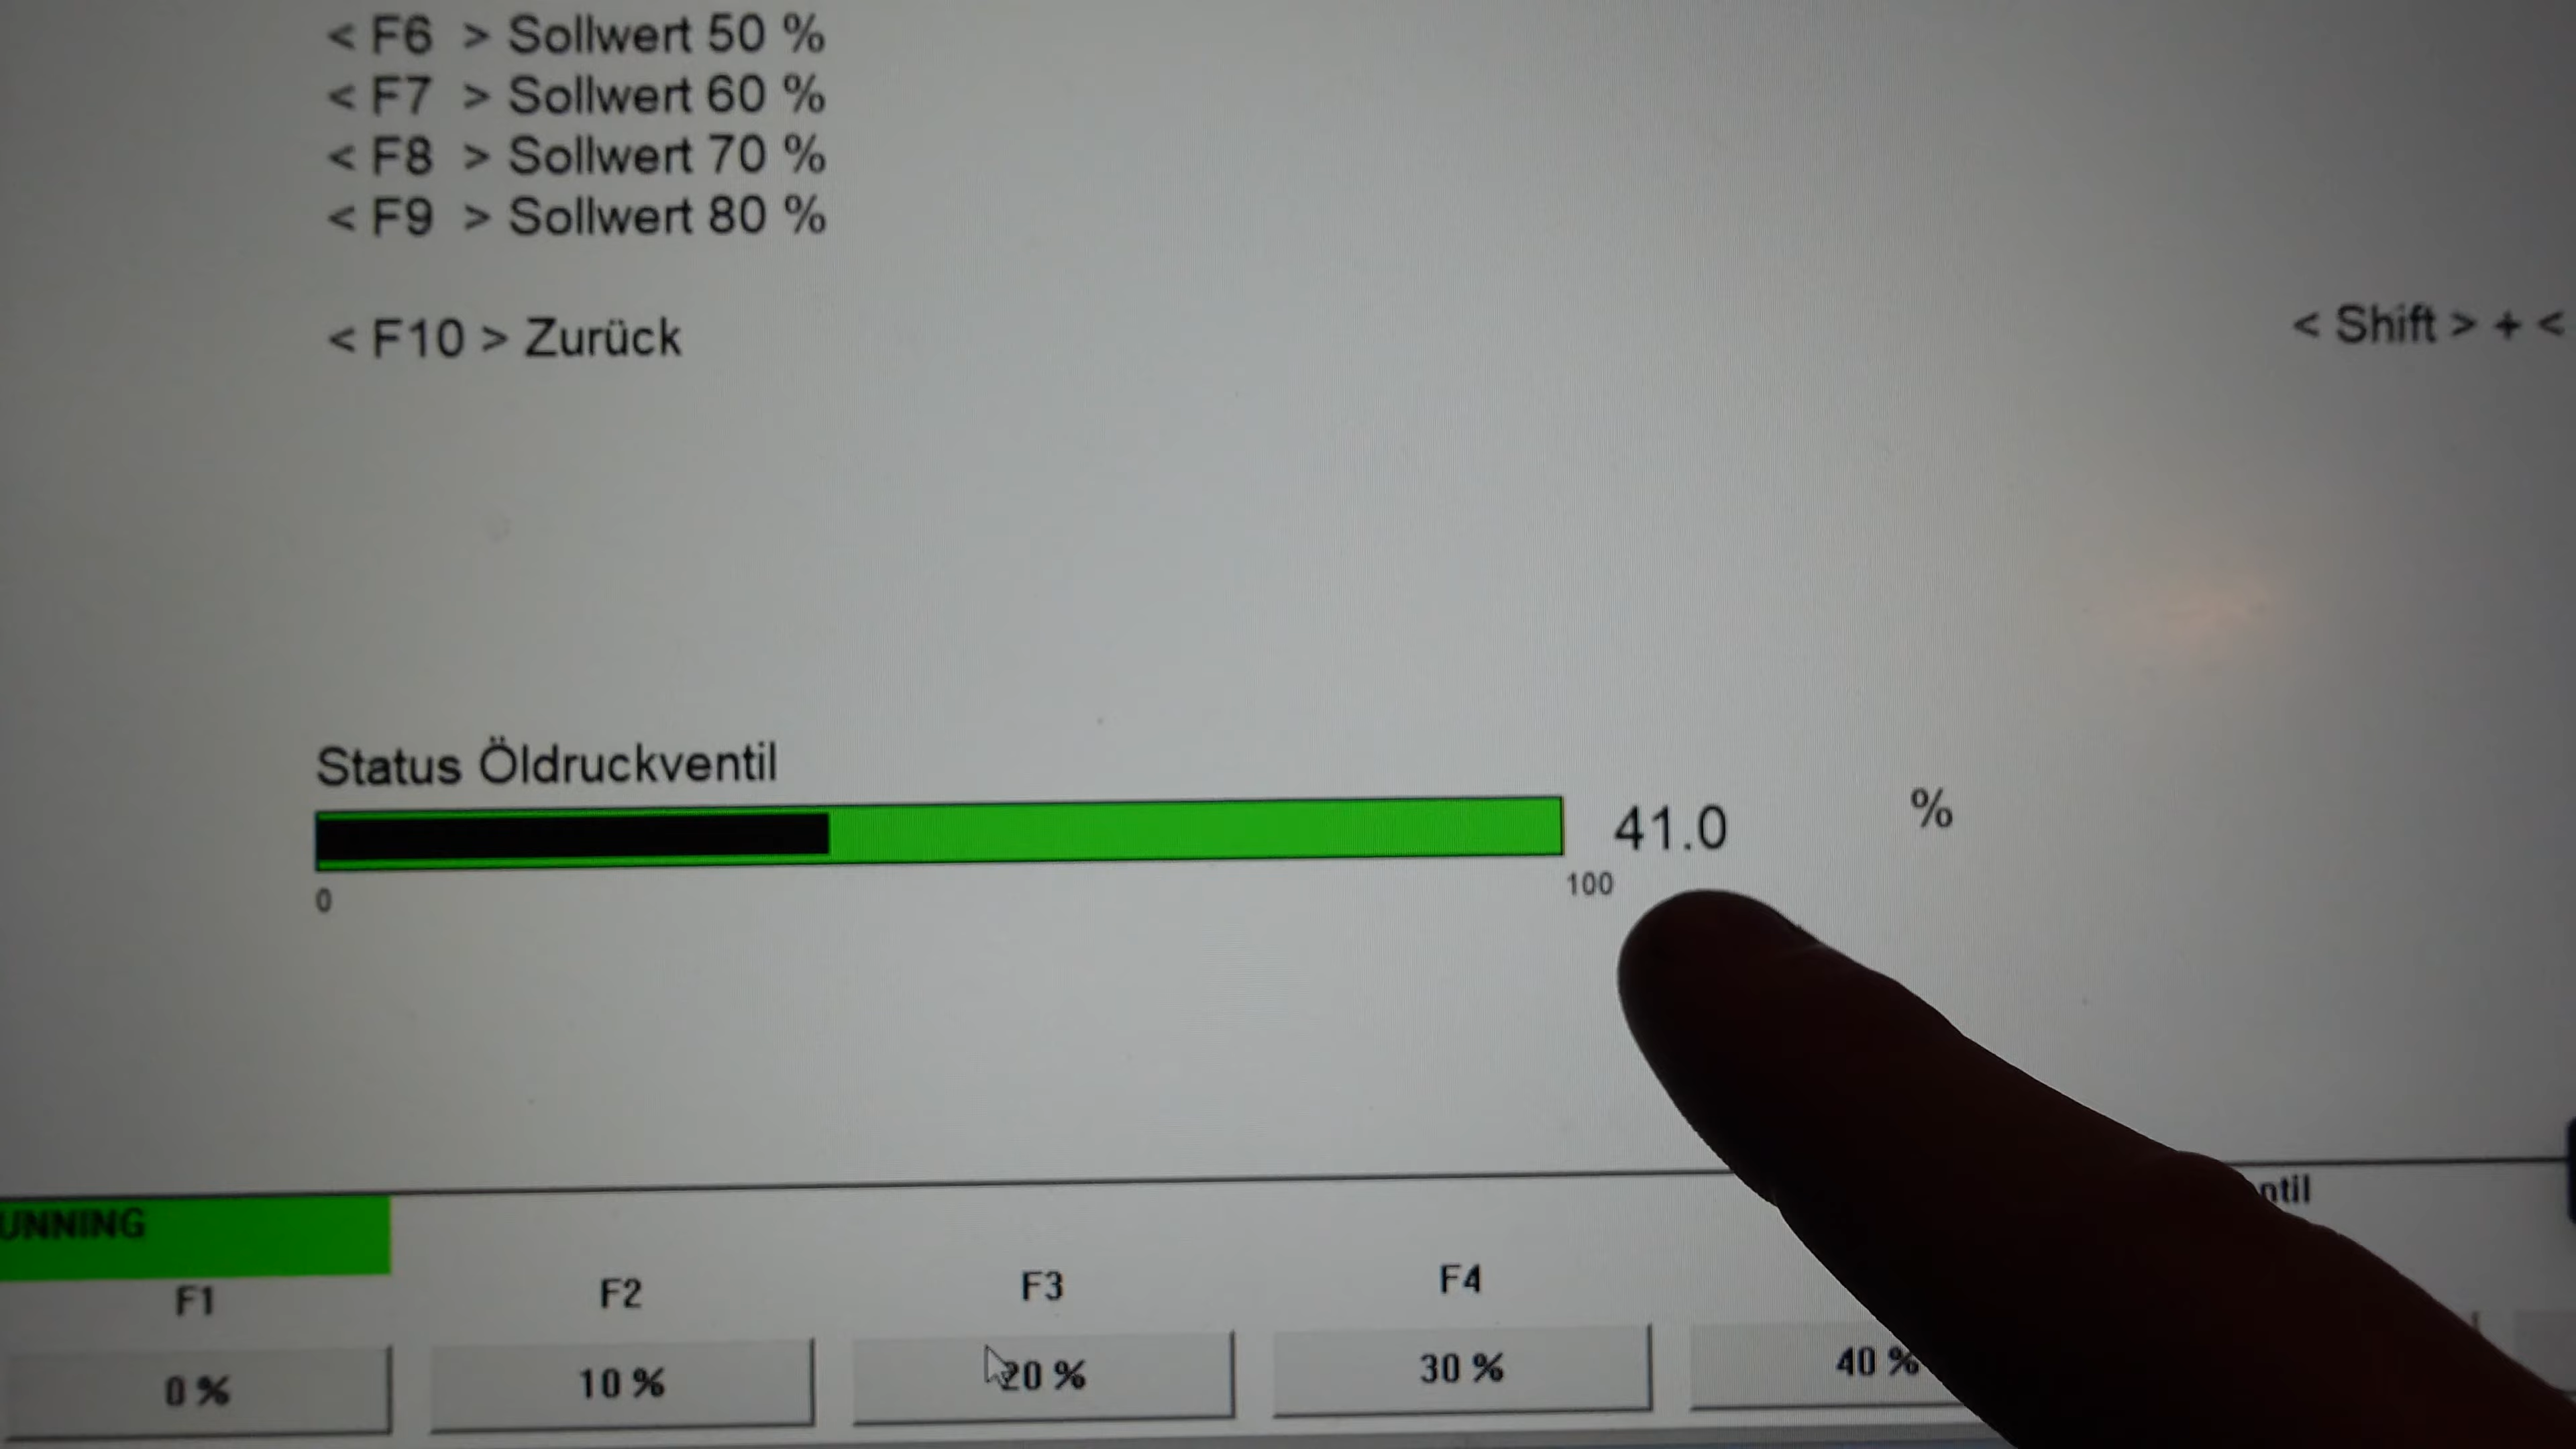 < F6 > Sollwert 50 %
< F7 > Sollwert 60 %
< F8 > Sollwert 70 %
< F9 > Sollwert 80 %
< F10 > Zurück
< Shift > + <
Status Öldruckventil
41.0 %
0 100
UNNING
ntil
F1 F2 F3 F4
0 % 10 % 20 % 30 % 40 %